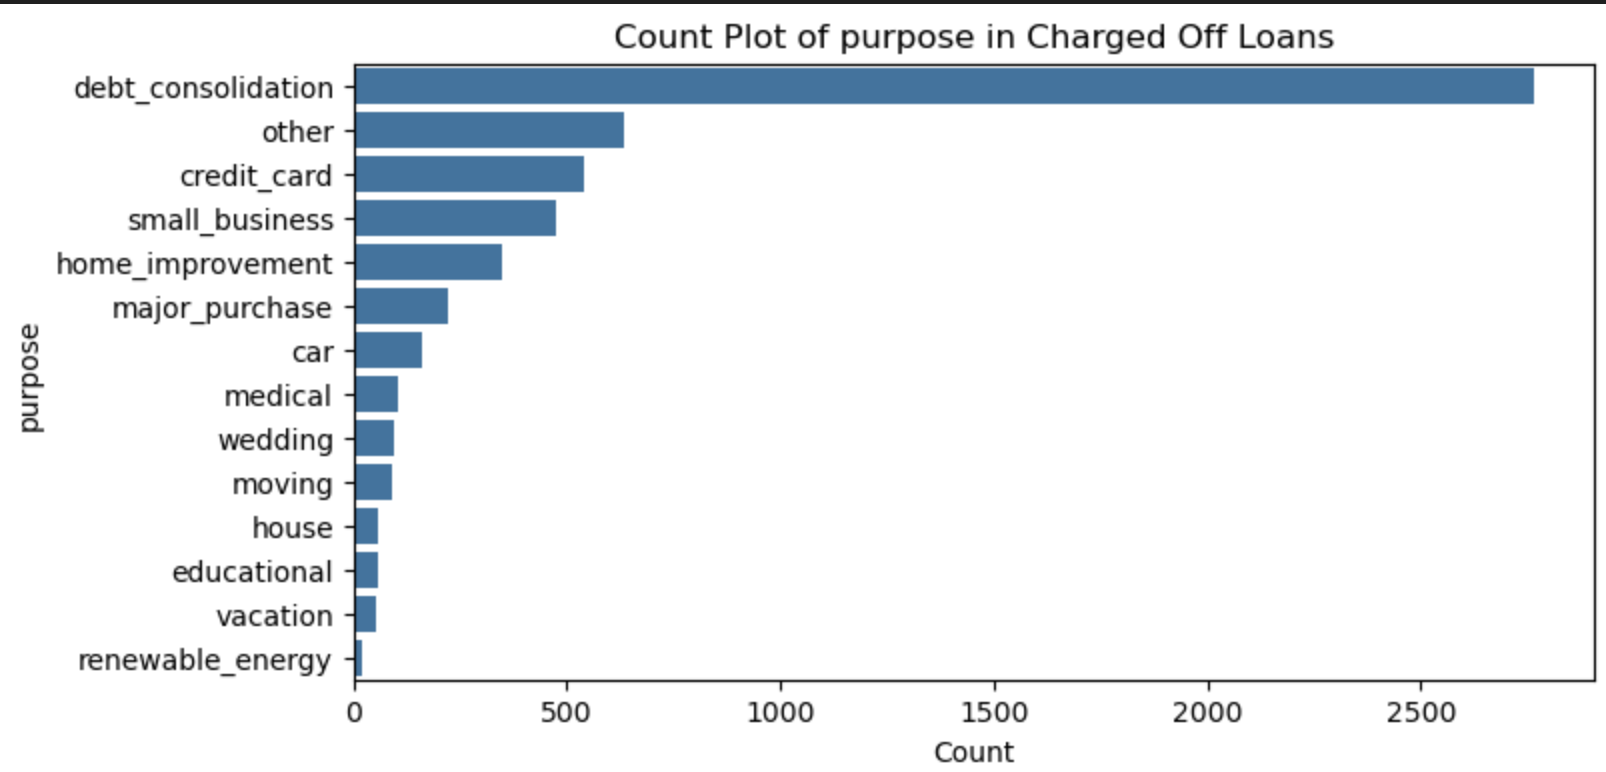 Count Plot of purpose in Charged Off Loans
debt_consolidation
other
credit_card
small_business
home_improvement
major_purchase
car
medical
wedding
moving
house
educational
vacation
renewable_energy
purpose
0 500 1000 1500 2000 2500
Count